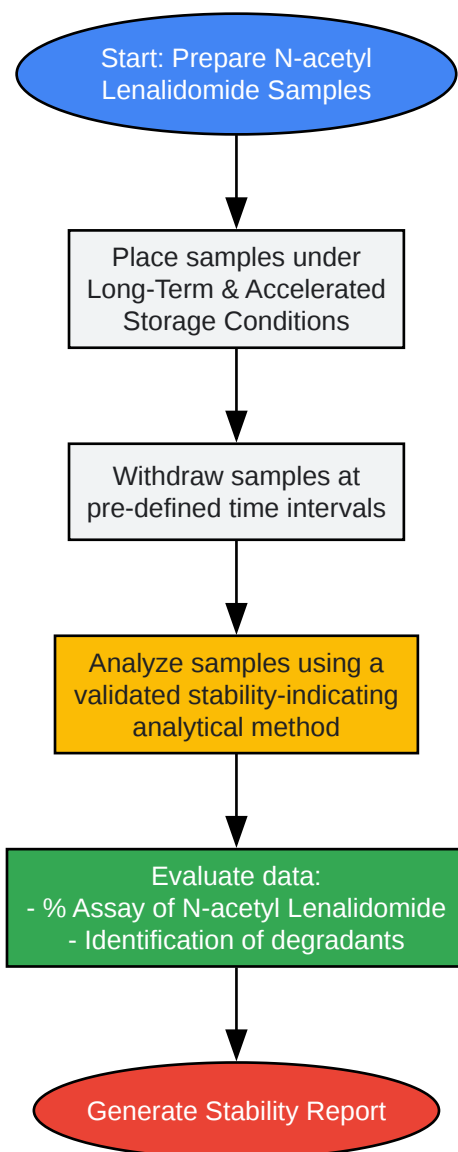 Start: Prepare N-acetyl
Lenalidomide Samples
Place samples under
Long-Term & Accelerated
Storage Conditions
Withdraw samples at
pre-defined time intervals
Analyze samples using a
validated stability-indicating
analytical method
Evaluate data:
- % Assay of N-acetyl Lenalidomide
- Identification of degradants
Generate Stability Report